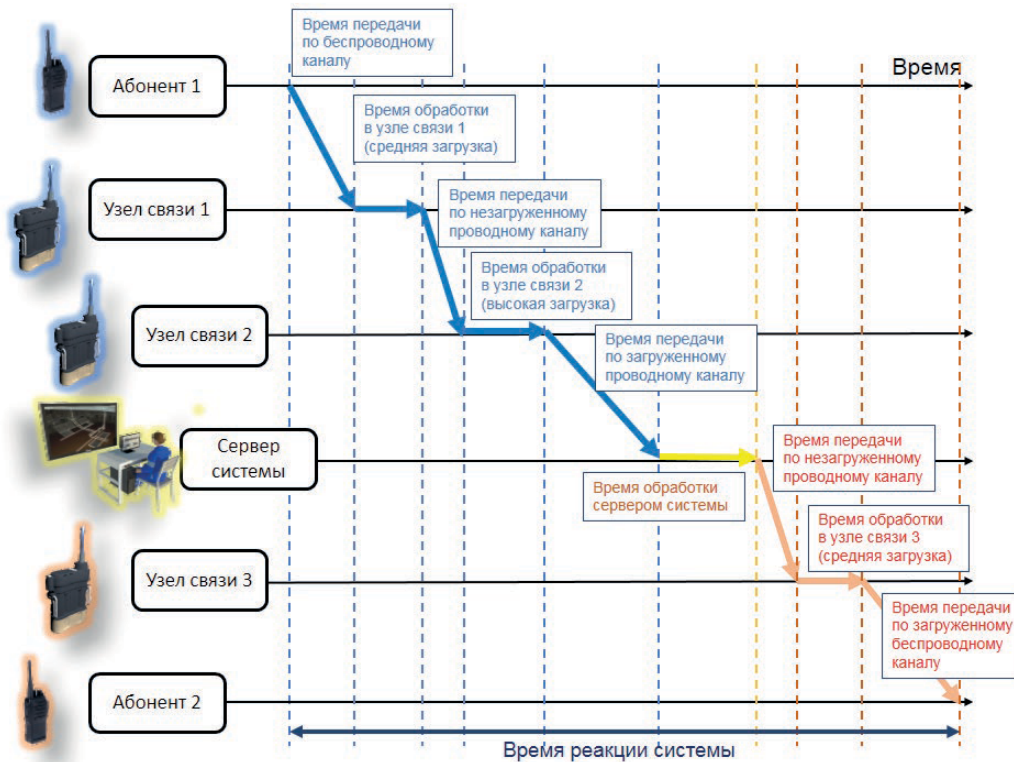 Время передачи
по беспроводному
каналу
Время
Абонент 1
Время обработки
в узле связи 1
(средняя загрузка)
Узел связи 1
Время передачи
по незагруженному
проводному каналу
Время обработки
в узле связи 2
(высокая загрузка)
Узел связи 2
Время передачи
по загруженному
проводному каналу
Сервер
системы
Время обработки
сервером системы
Время передачи
по незагруженному
проводному каналу
Время обработки
в узле связи 3
(средняя загрузка)
Узел связи 3
Время передачи
по загруженному
беспроводному
каналу
Абонент 2
Время реакции системы